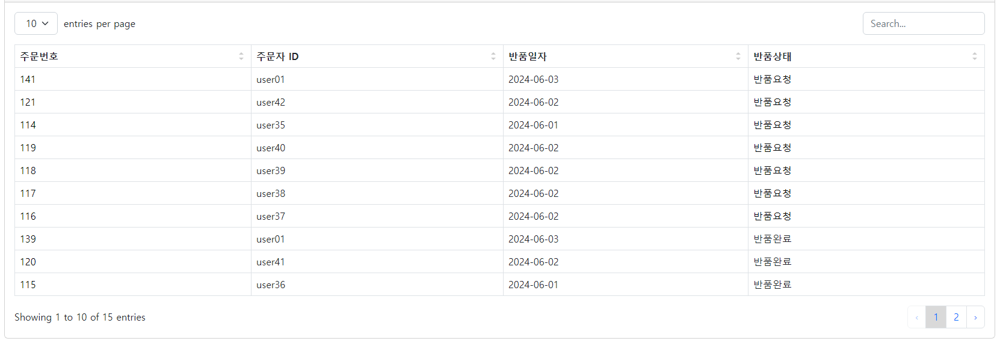 10 entries per page Search...
주문번호 주문자 ID 반품일자 반품상태
141 user01 2024-06-03 반품요청
121 user42 2024-06-02 반품요청
114 user35 2024-06-01 반품요청
119 user40 2024-06-02 반품요청
118 user39 2024-06-02 반품요청
117 user38 2024-06-02 반품요청
116 user37 2024-06-02 반품요청
139 user01 2024-06-03 반품완료
120 user41 2024-06-02 반품완료
115 user36 2024-06-01 반품완료
Showing 1 to 10 of 15 entries ‹ 1 2 ›